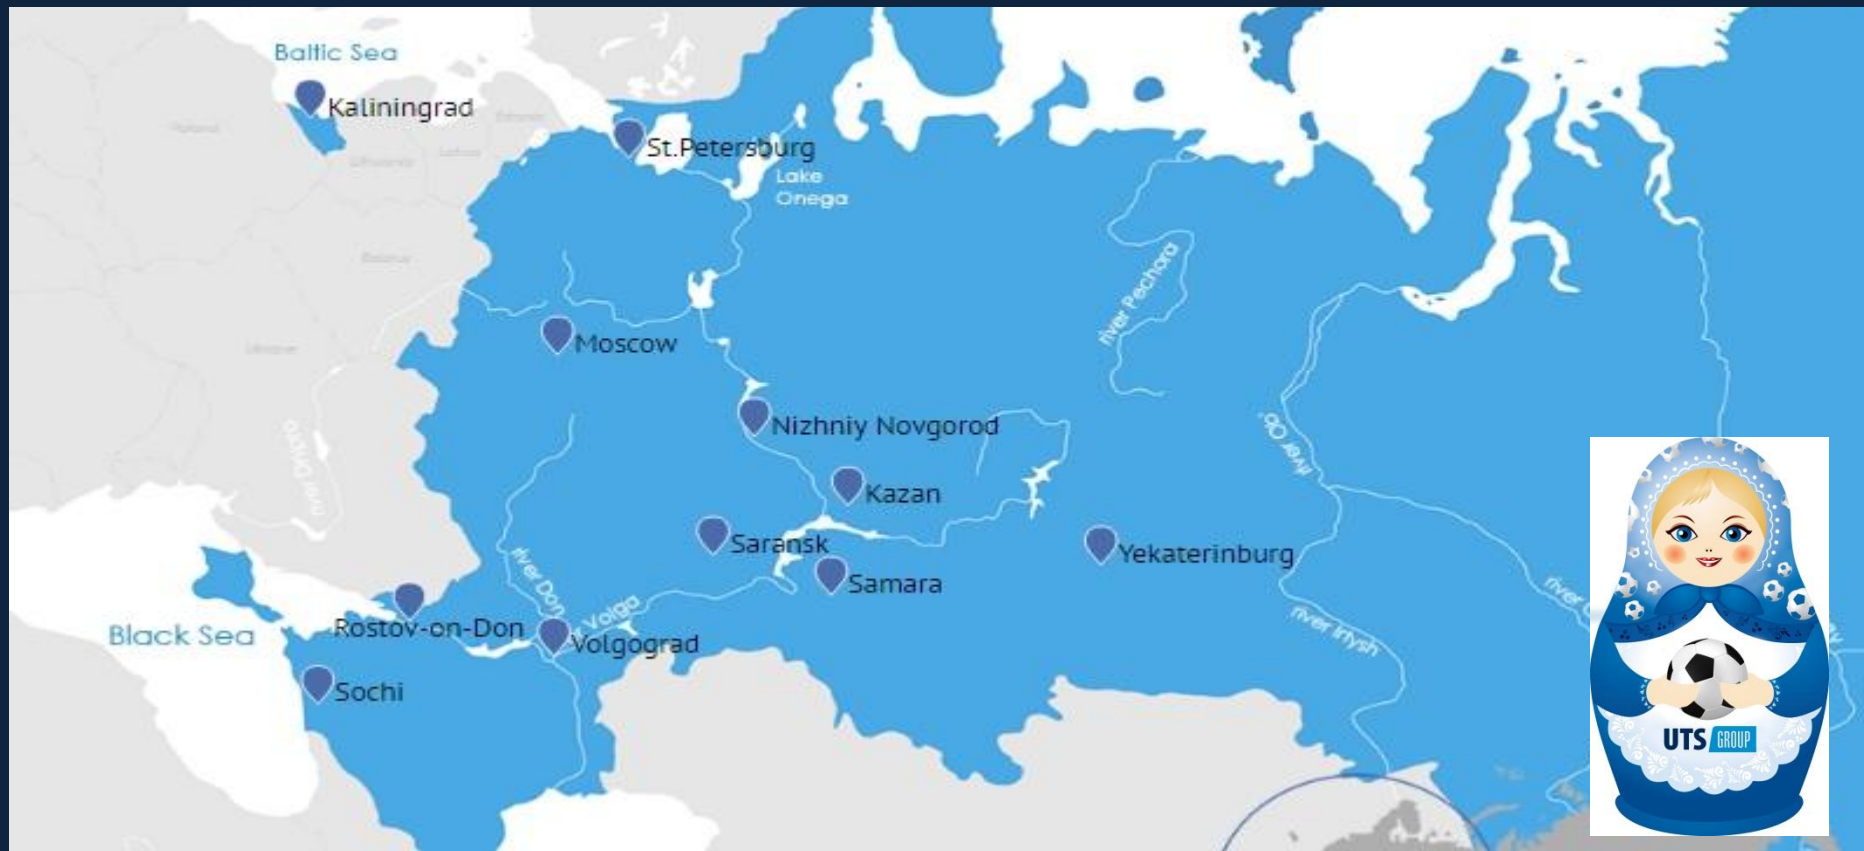 Baltic Sea
Kaliningrad
St.Petersburg
Lake
Onega
river Pechora
Moscow
Nizhniy Novgorod
river Ob'
Kazan
Saransk
Yekaterinburg
Samara
river Don
Volga
river Irtysh
Rostov-on-Don
Black Sea
Volgograd
Sochi
UTS GROUP